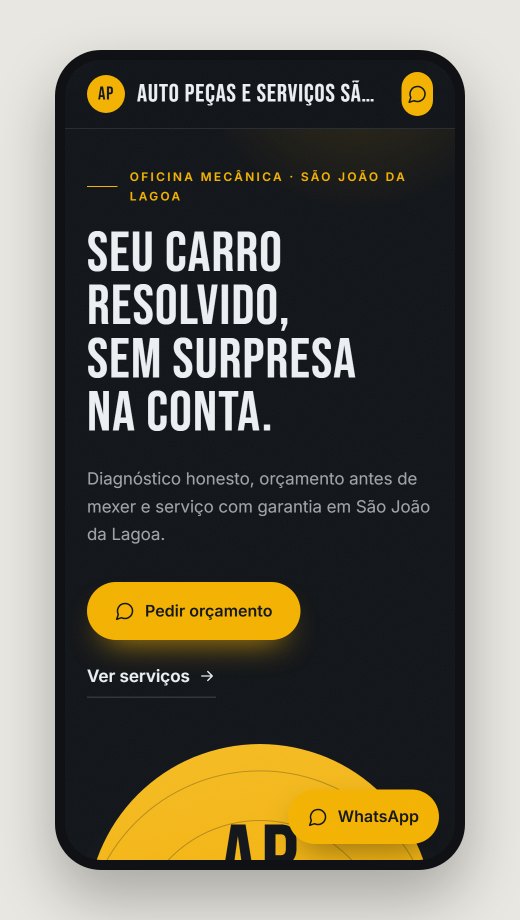 AP AUTO PEÇAS E SERVIÇOS SÃ...
OFICINA MECÂNICA · SÃO JOÃO DA
LAGOA
SEU CARRO
RESOLVIDO,
SEM SURPRESA
NA CONTA.
Diagnóstico honesto, orçamento antes de
mexer e serviço com garantia em São João
da Lagoa.
Pedir orçamento
Ver serviços →
AP
WhatsApp